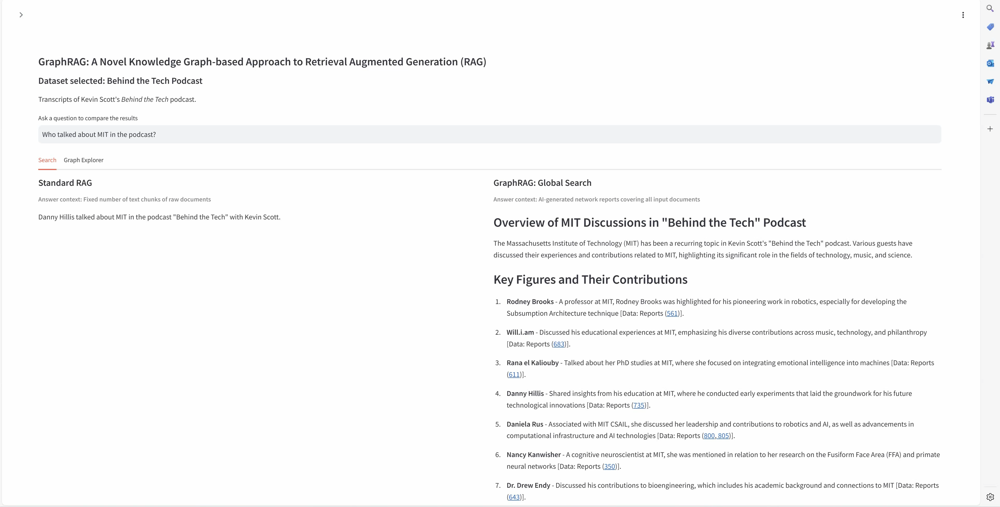 GraphRAG: A Novel Knowledge Graph-based Approach to Retrieval Augmented Generation (RAG)
Dataset selected: Behind the Tech Podcast
Transcripts of Kevin Scott's Behind the Tech podcast.
Ask a question to compare the results
Who talked about MIT in the podcast?
Search Graph Explorer
Standard RAG
Answer context: Fixed number of text chunks of raw documents
Danny Hillis talked about MIT in the podcast "Behind the Tech" with Kevin Scott.
GraphRAG: Global Search
Answer context: AI-generated network reports covering all input documents
Overview of MIT Discussions in "Behind the Tech" Podcast
The Massachusetts Institute of Technology (MIT) has been a recurring topic in Kevin Scott's "Behind the Tech" podcast. Various guests have
discussed their experiences and contributions related to MIT, highlighting its significant role in the fields of technology, music, and science.
Key Figures and Their Contributions
1. Rodney Brooks - A professor at MIT, Rodney Brooks was highlighted for his pioneering work in robotics, especially for developing the
Subsumption Architecture technique [Data: Reports (561)].
2. Will.i.am - Discussed his educational experiences at MIT, emphasizing his diverse contributions across music, technology, and philanthropy
[Data: Reports (683)].
3. Rana el Kaliouby - Talked about her PhD studies at MIT, where she focused on integrating emotional intelligence into machines [Data: Reports
(611)].
4. Danny Hillis - Shared insights from his education at MIT, where he conducted early experiments that laid the groundwork for his future
technological innovations [Data: Reports (735)].
5. Daniela Rus - Associated with MIT CSAIL, she discussed her leadership and contributions to robotics and AI, as well as advancements in
computational infrastructure and AI technologies [Data: Reports (800, 805)].
6. Nancy Kanwisher - A cognitive neuroscientist at MIT, she was mentioned in relation to her research on the Fusiform Face Area (FFA) and primate
neural networks [Data: Reports (350)].
7. Dr. Drew Endy - Discussed his contributions to bioengineering, which includes his academic background and connections to MIT [Data: Reports
(643)].